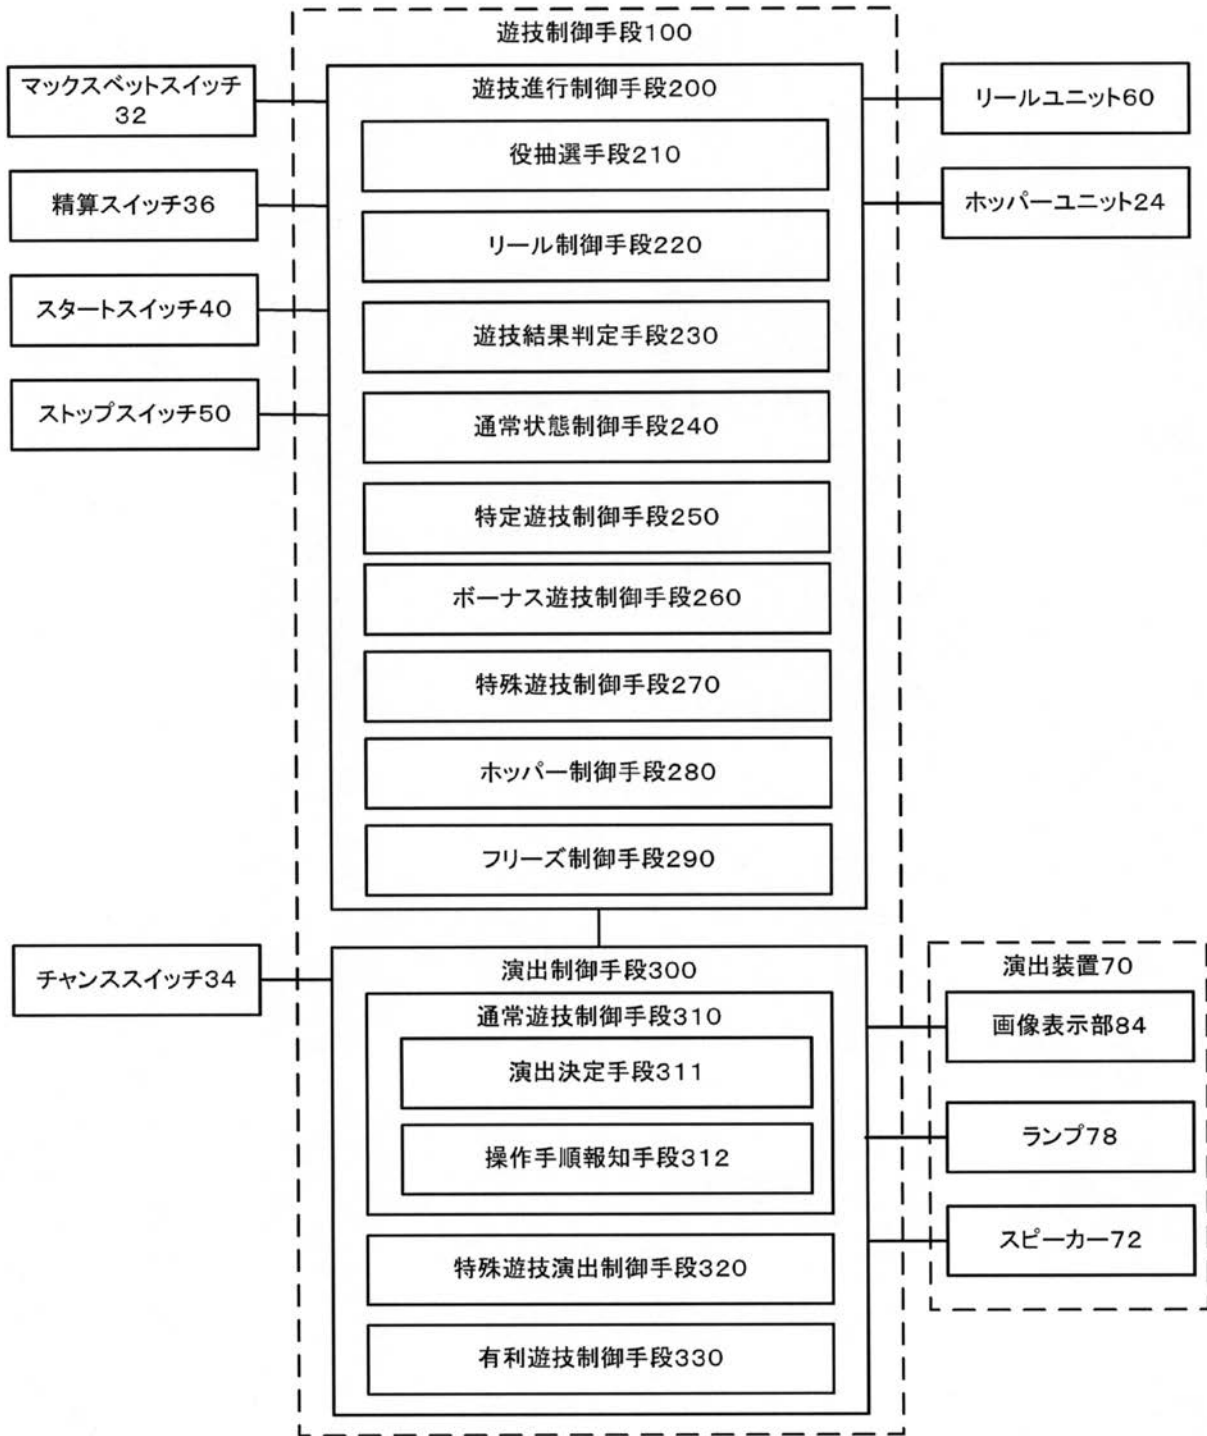 遊技制御手段100
マックスベットスイッチ
32
精算スイッチ36
スタートスイッチ40
ストップスイッチ50
遊技進行制御手段200
役抽選手段210
リール制御手段220
遊技結果判定手段230
通常状態制御手段240
特定遊技制御手段250
ボーナス遊技制御手段260
特殊遊技制御手段270
ホッパー制御手段280
フリーズ制御手段290
リールユニット60
ホッパーユニット24
チャンススイッチ34
演出制御手段300
通常遊技制御手段310
演出決定手段311
操作手順報知手段312
特殊遊技演出制御手段320
有利遊技制御手段330
演出装置70
画像表示部84
ランプ78
スピーカー72